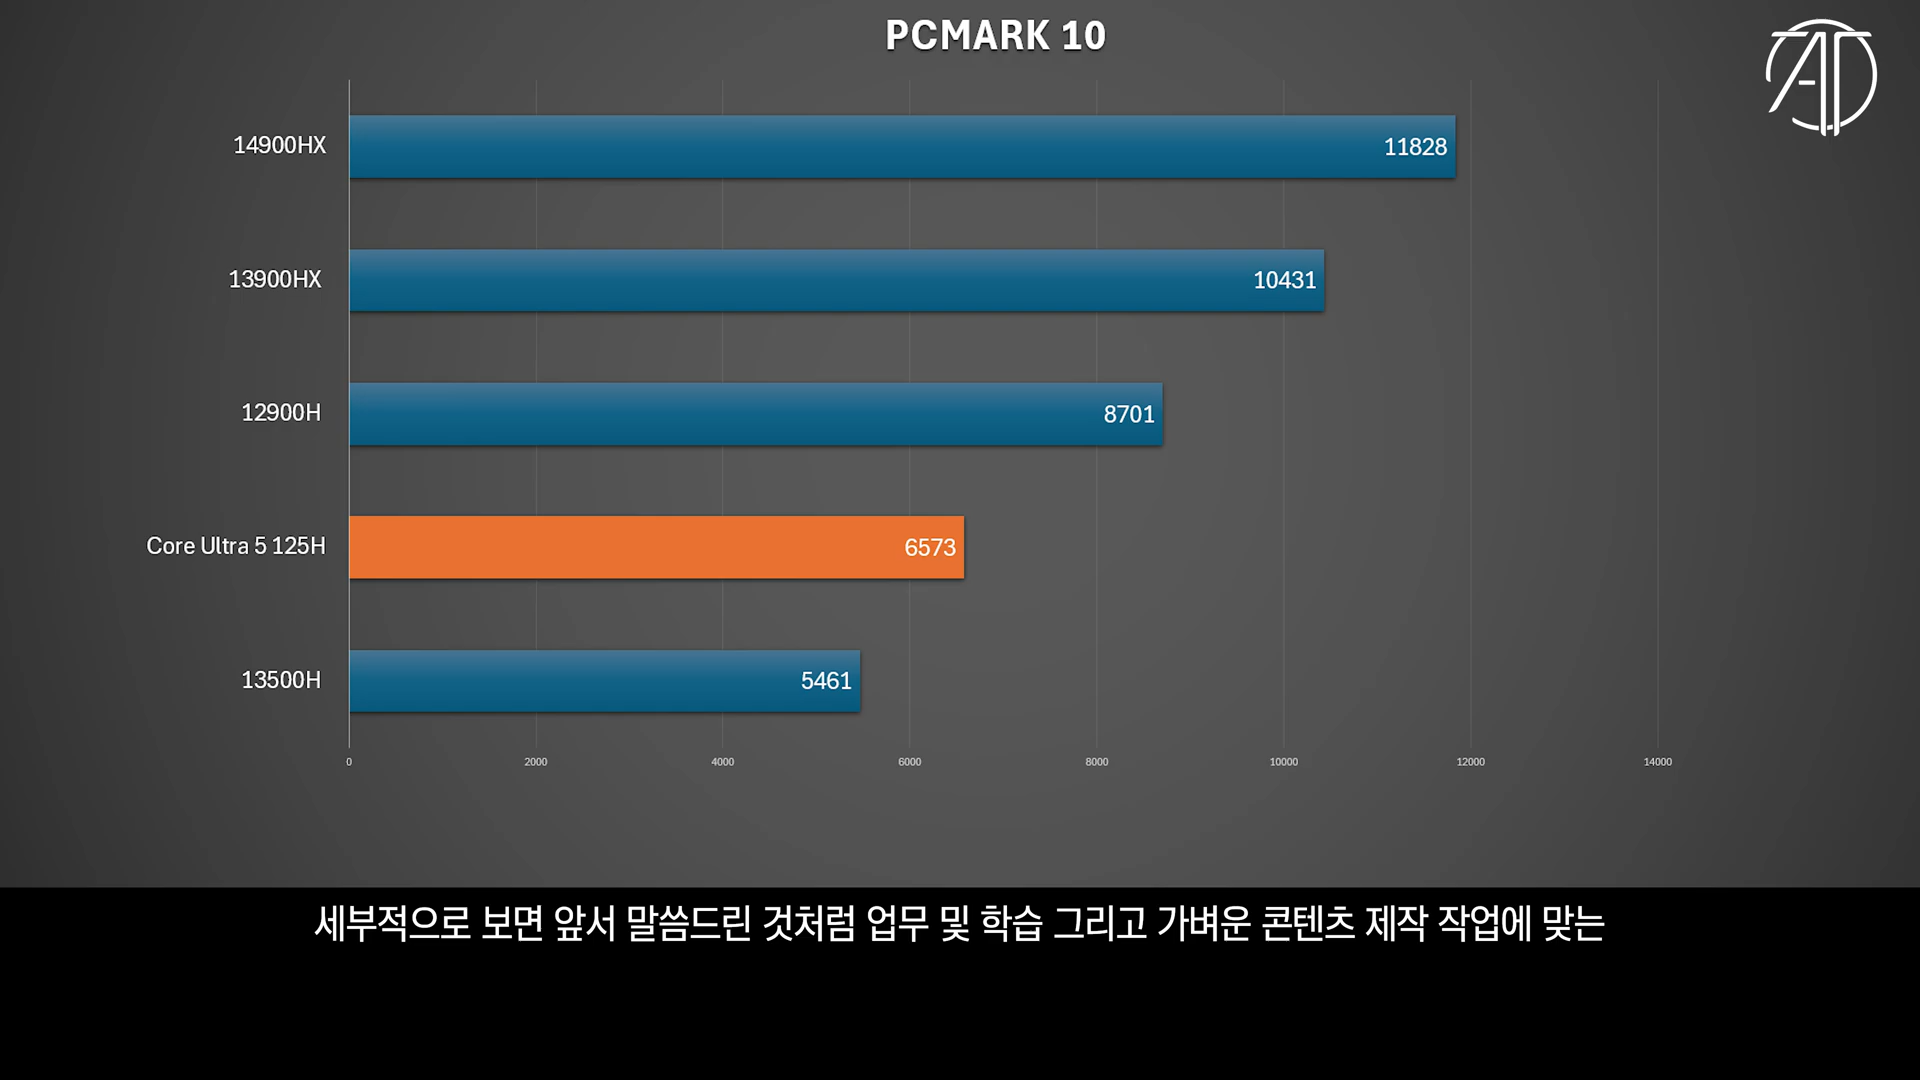 PCMARK 10
14900HX 11828
13900HX 10431
12900H 8701
Core Ultra 5 125H 6573
13500H 5461
0 2000 4000 6000 8000 10000 12000 14000
세부적으로 보면 앞서 말씀드린 것처럼 업무 및 학습 그리고 가벼운 콘텐츠 제작 작업에 맞는